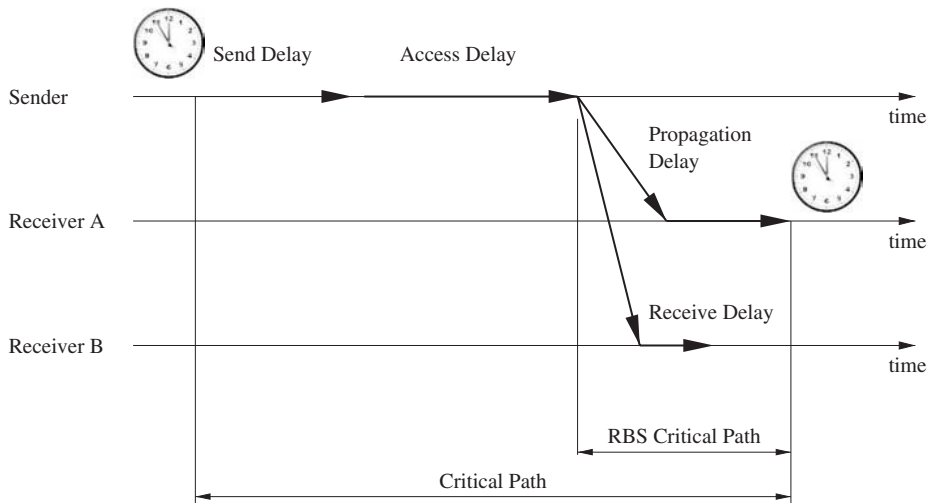 Send Delay
Access Delay
Sender
time
Propagation
Delay
Receiver A
time
Receive Delay
Receiver B
time
RBS Critical Path
Critical Path